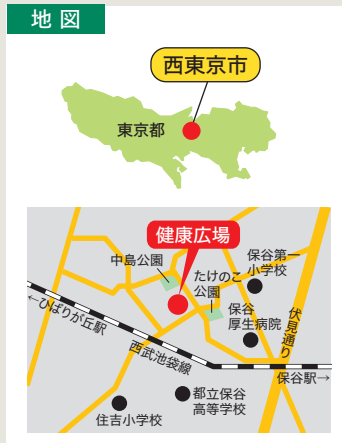 地図
西東京市
東京都
健康広場
中島公園
たけのこ
公園
保谷第一
小学校
保谷
厚生病院
伏見通り
←ひばりが丘駅
西武池袋線
保谷駅→
都立保谷
高等学校
住吉小学校